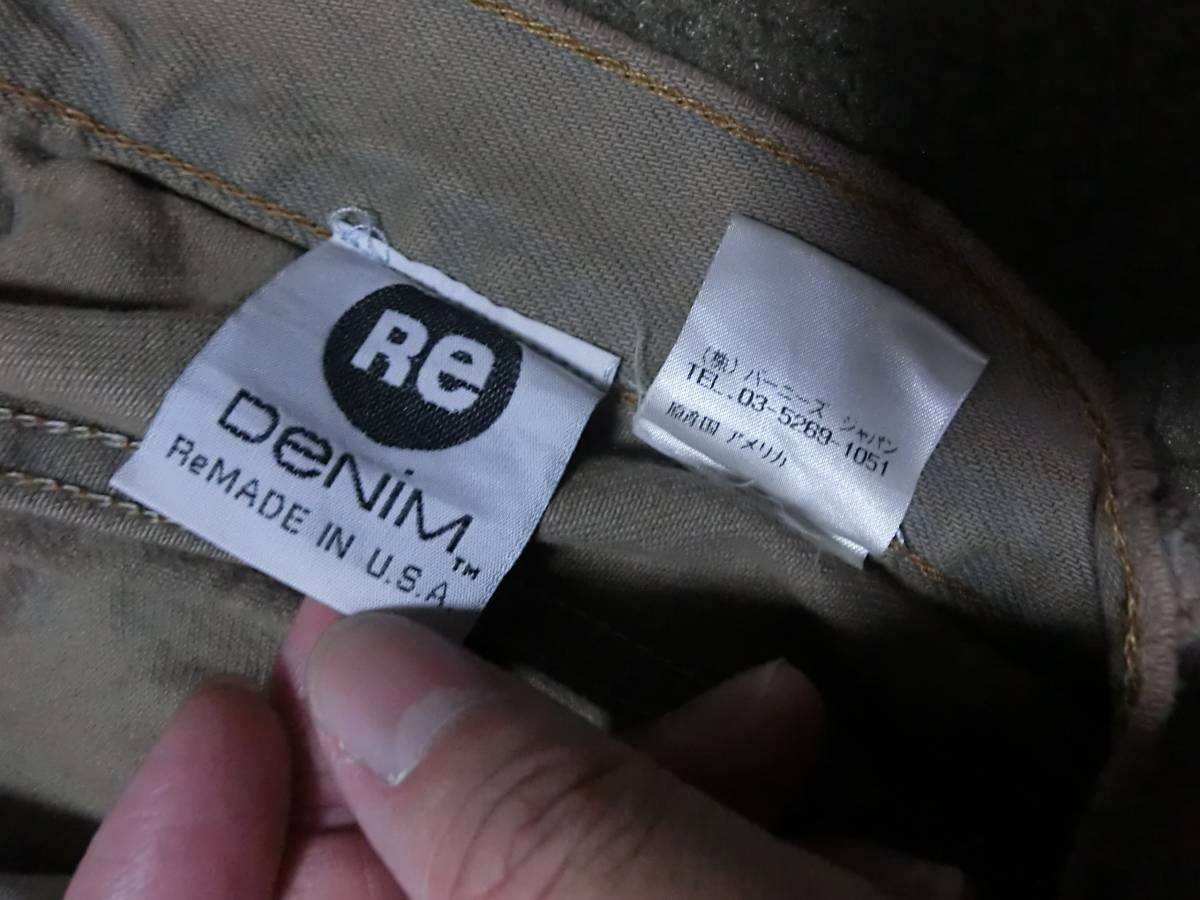 Re
DeNiM™
ReMADE IN U.S.A.
(株) バーニーズ ジャパン
TEL.03-5269-1051
原産国 アメリカ